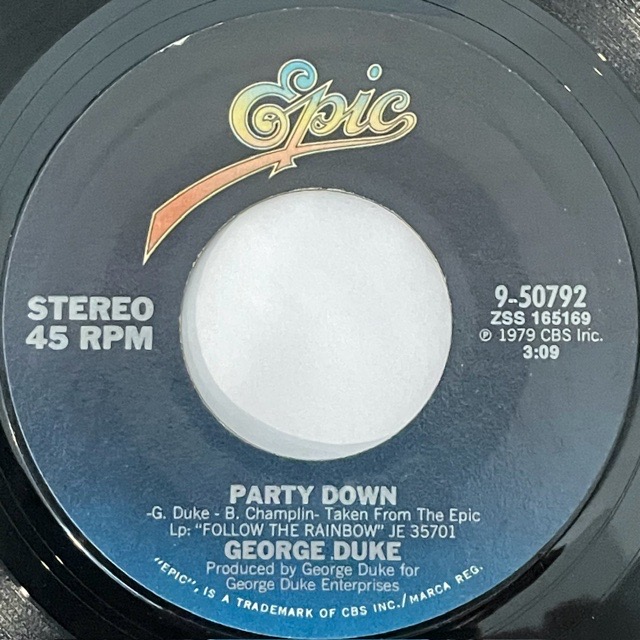 Epic
STEREO
45 RPM
9-50792
ZSS 165169
℗ 1979 CBS Inc.
3:09
PARTY DOWN
-G. Duke - B. Champlin- Taken From The Epic
Lp: "FOLLOW THE RAINBOW" JE 35701
GEORGE DUKE
Produced by George Duke for
George Duke Enterprises
"EPIC", IS A TRADEMARK OF CBS INC./MARCA REG.